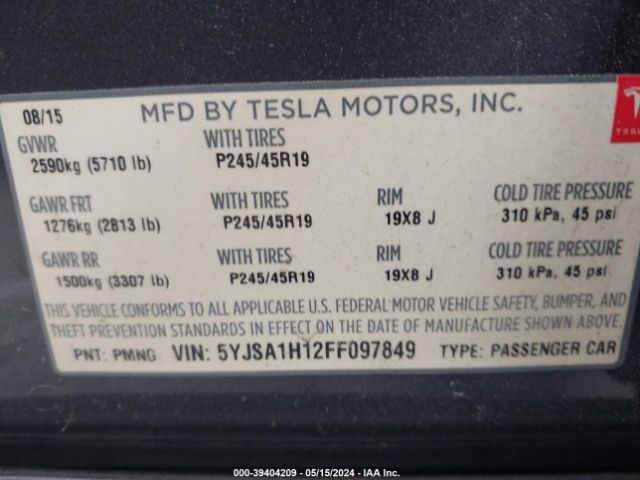 08/15 MFD BY TESLA MOTORS, INC.
TESLA
GVWR WITH TIRES
2590kg (5710 lb) P245/45R19
GAWR FRT WITH TIRES RIM COLD TIRE PRESSURE
1276kg (2813 lb) P245/45R19 19X8 J 310 kPa, 45 psi
GAWR RR WITH TIRES RIM COLD TIRE PRESSURE
1500kg (3307 lb) P245/45R19 19X8 J 310 kPa, 45 psi
THIS VEHICLE CONFORMS TO ALL APPLICABLE U.S. FEDERAL MOTOR VEHICLE SAFETY, BUMPER, AND
THEFT PREVENTION STANDARDS IN EFFECT ON THE DATE OF MANUFACTURE SHOWN ABOVE.
PNT: PMNG VIN: 5YJSA1H12FF097849 TYPE: PASSENGER CAR
000-39404209 - 05/15/2024 - IAA Inc.